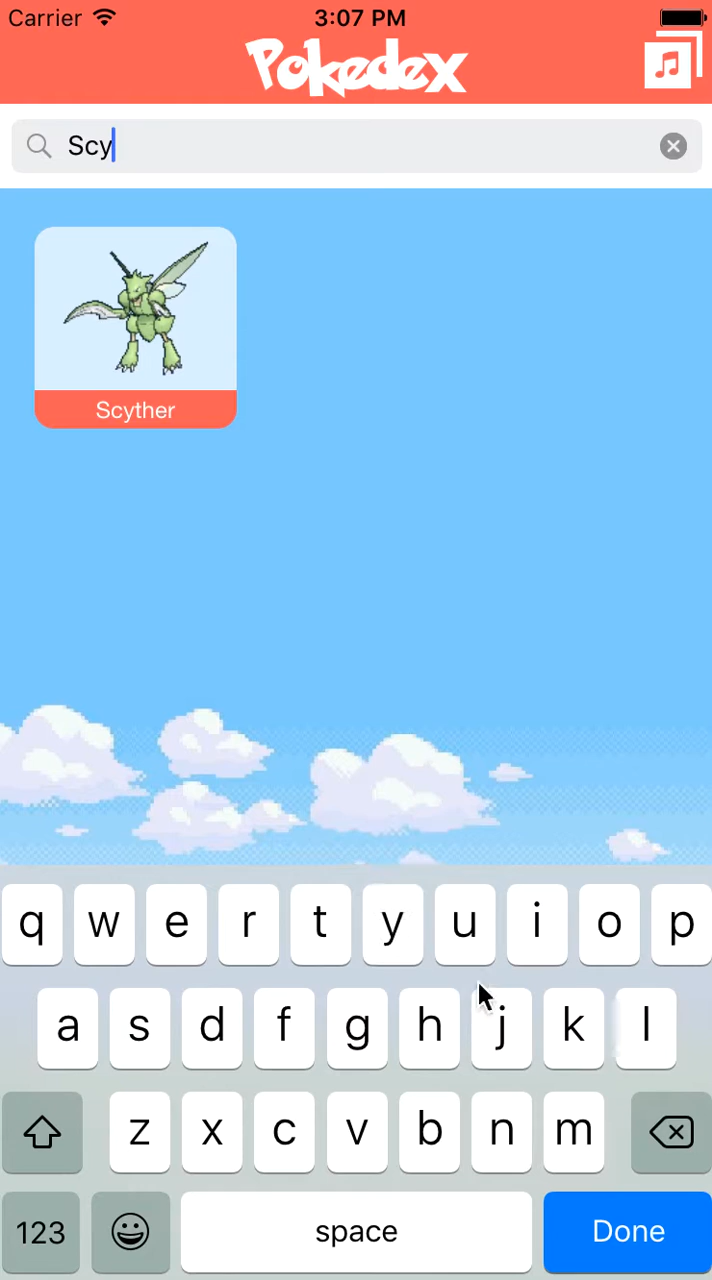 Carrier 3:07 PM
Pokedex
Scy
Scyther
q w e r t y u i o p
a s d f g h j k l
z x c v b n m
123 space Done